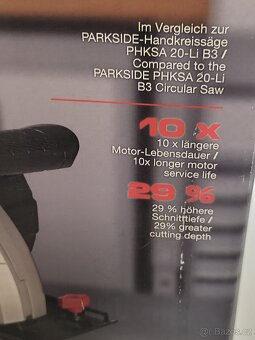 Im Vergleich zur
PARKSIDE-Handkreissäge
PHKSA 20-Li B3 /
Compared to the
PARKSIDE PHKSA 20-Li
B3 Circular Saw
10 x
10 x längere
Motor-Lebensdauer /
10x longer motor
service life
29 %
29 % höhere
Schnitttiefe /
29% greater
cutting depth